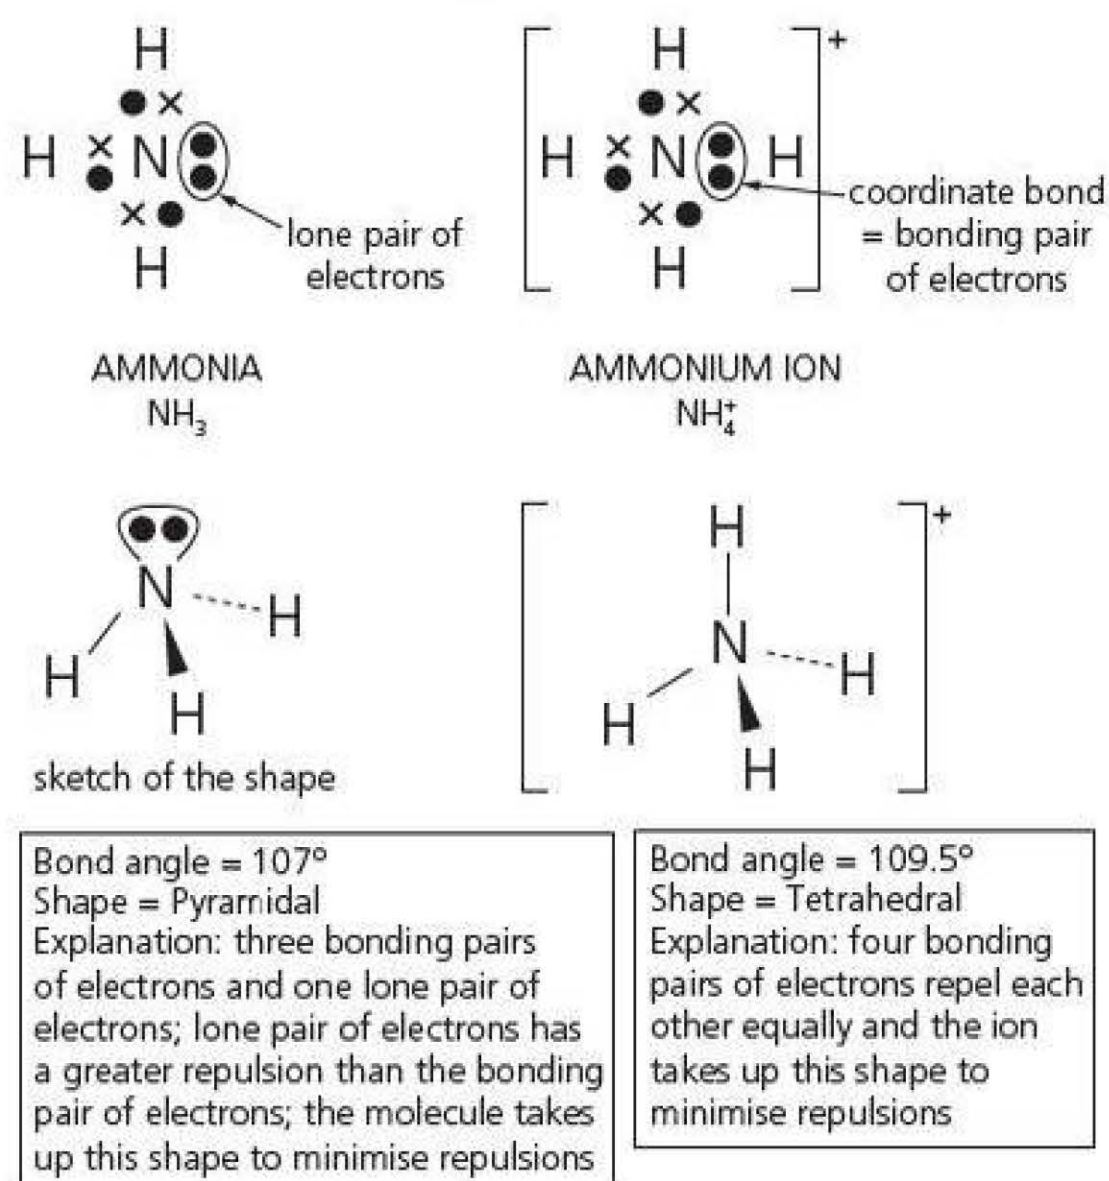 H
H N
H
lone pair of
electrons
AMMONIA
NH₃
[H
H N H
H]⁺
coordinate bond
= bonding pair
of electrons
AMMONIUM ION
NH₄⁺
N
H
H
H
sketch of the shape
[H
N
H
H
H]⁺
Bond angle = 107°
Shape = Pyramidal
Explanation: three bonding pairs
of electrons and one lone pair of
electrons; lone pair of electrons has
a greater repulsion than the bonding
pair of electrons; the molecule takes
up this shape to minimise repulsions
Bond angle = 109.5°
Shape = Tetrahedral
Explanation: four bonding
pairs of electrons repel each
other equally and the ion
takes up this shape to
minimise repulsions